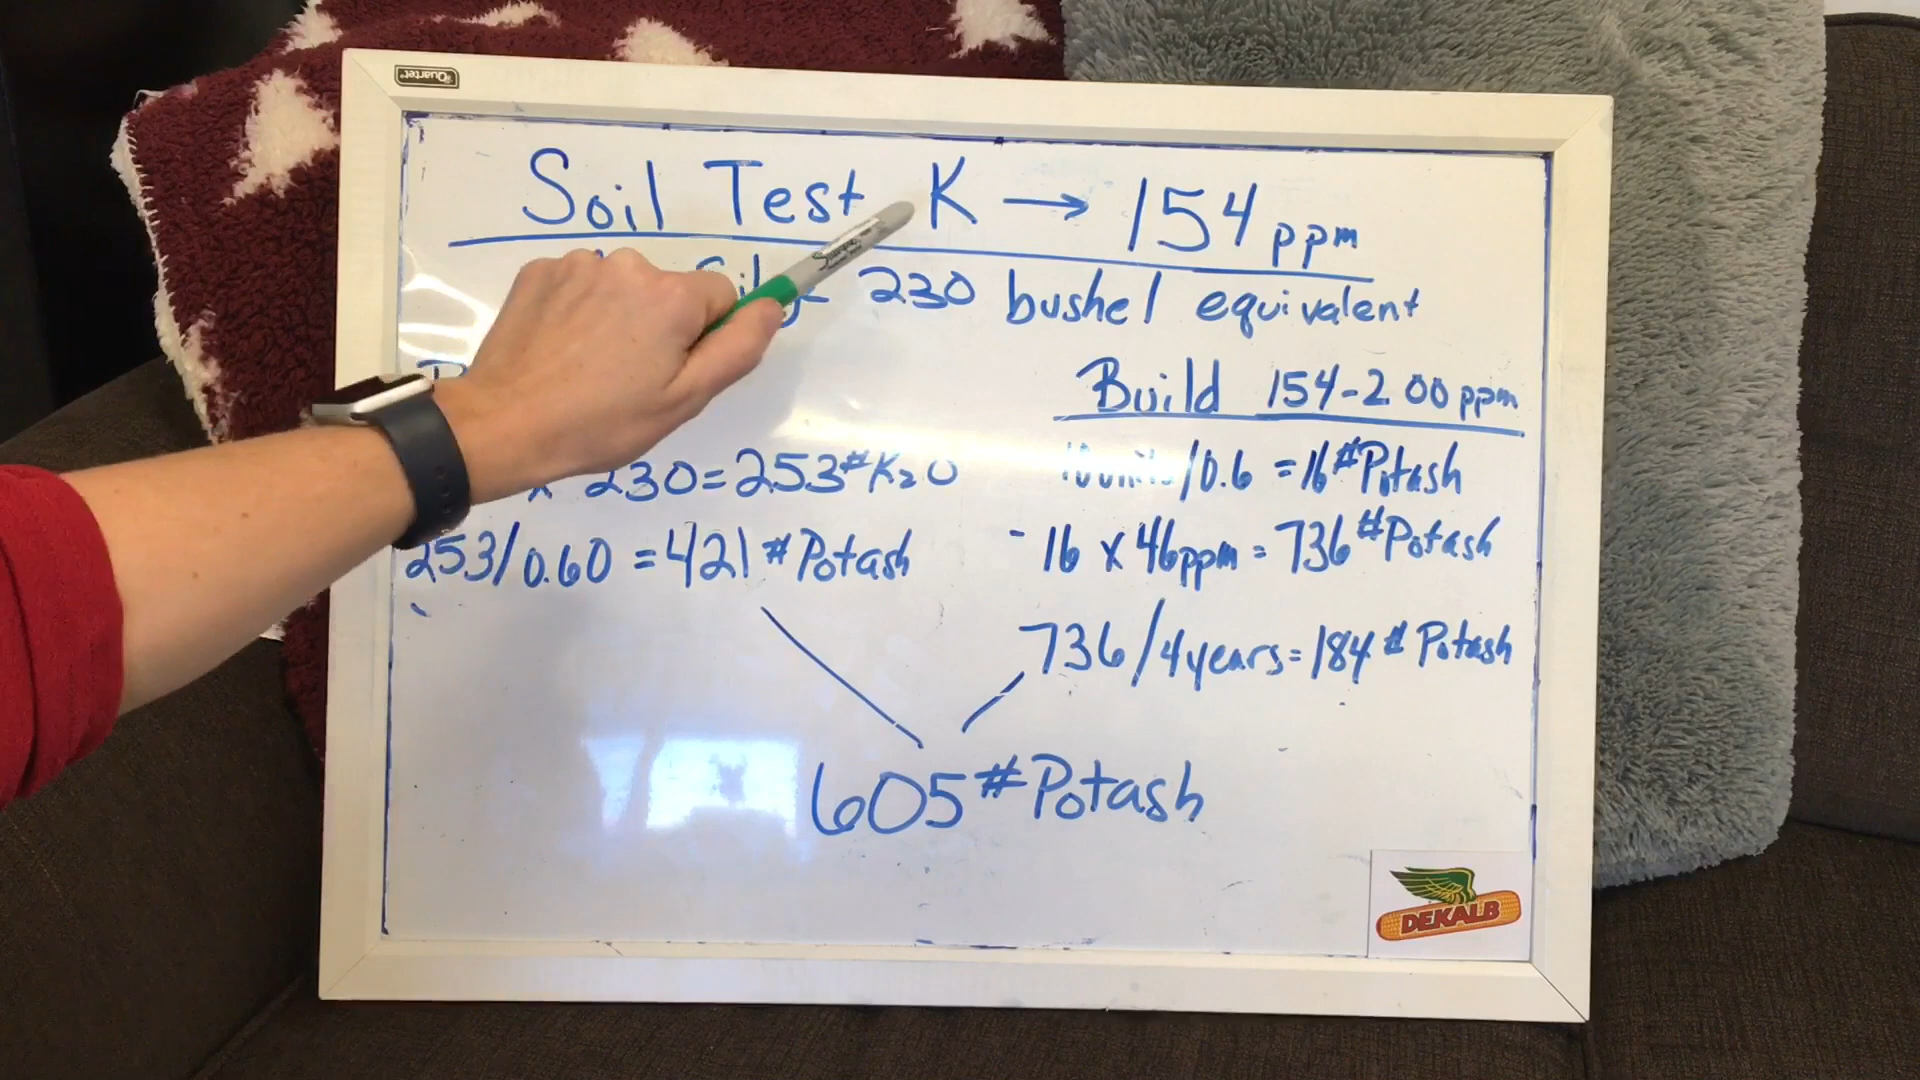 Quartet
Soil Test K → 154 ppm
230 bushel equivalent
Build 154-200 ppm
x 230 = 253 # K₂O
/0.6 = 16 # Potash
253/0.60 = 421 # Potash
- 16 x 46ppm = 736 # Potash
736/4years = 184 # Potash
605 # Potash
DEKALB